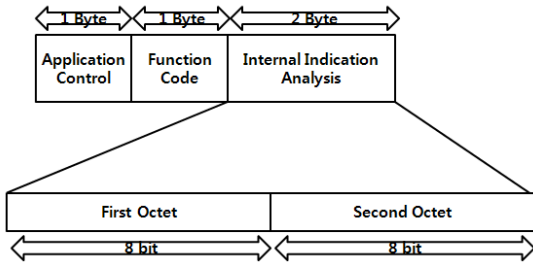 1 Byte 1 Byte 2 Byte
Application Control
Function Code
Internal Indication Analysis
First Octet Second Octet
8 bit 8 bit